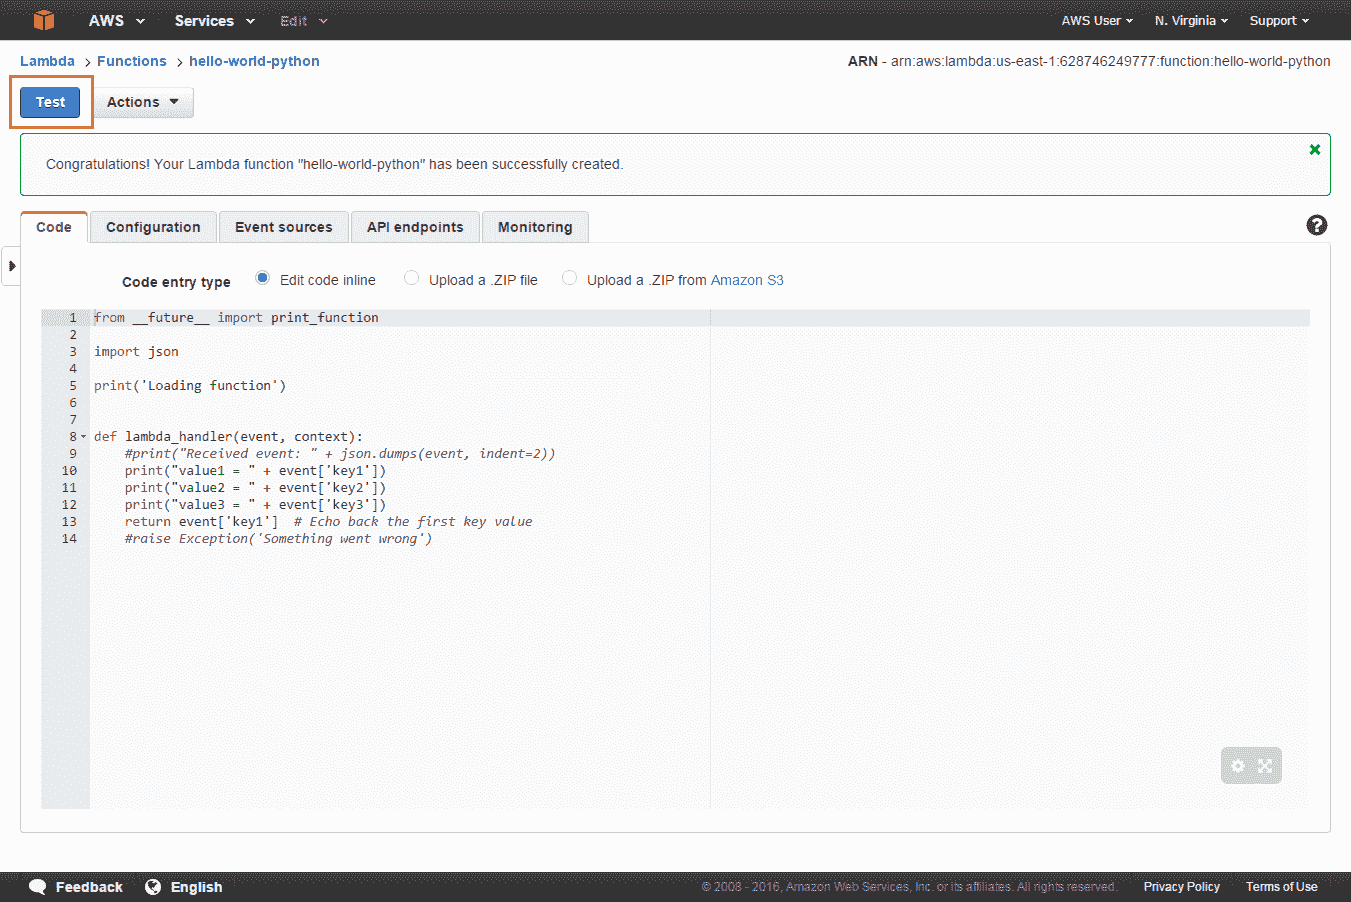 AWS Services Edit AWS User N. Virginia Support
Lambda Functions hello-world-python ARN - arn:aws:lambda:us-east-1:628746249777:function:hello-world-python
Test Actions
Congratulations! Your Lambda function "hello-world-python" has been successfully created.
Code Configuration Event sources API endpoints Monitoring
Code entry type Edit code inline Upload a .ZIP file Upload a .ZIP from Amazon S3
1 from __future__ import print_function
2
3 import json
4
5 print('Loading function')
6
7
8 def lambda_handler(event, context):
9 #print("Received event: " + json.dumps(event, indent=2))
10 print("value1 = " + event['key1'])
11 print("value2 = " + event['key2'])
12 print("value3 = " + event['key3'])
13 return event['key1']  # Echo back the first key value
14 #raise Exception('Something went wrong')
Feedback English © 2008 - 2016, Amazon Web Services, Inc. or its affiliates. All rights reserved. Privacy Policy Terms of Use